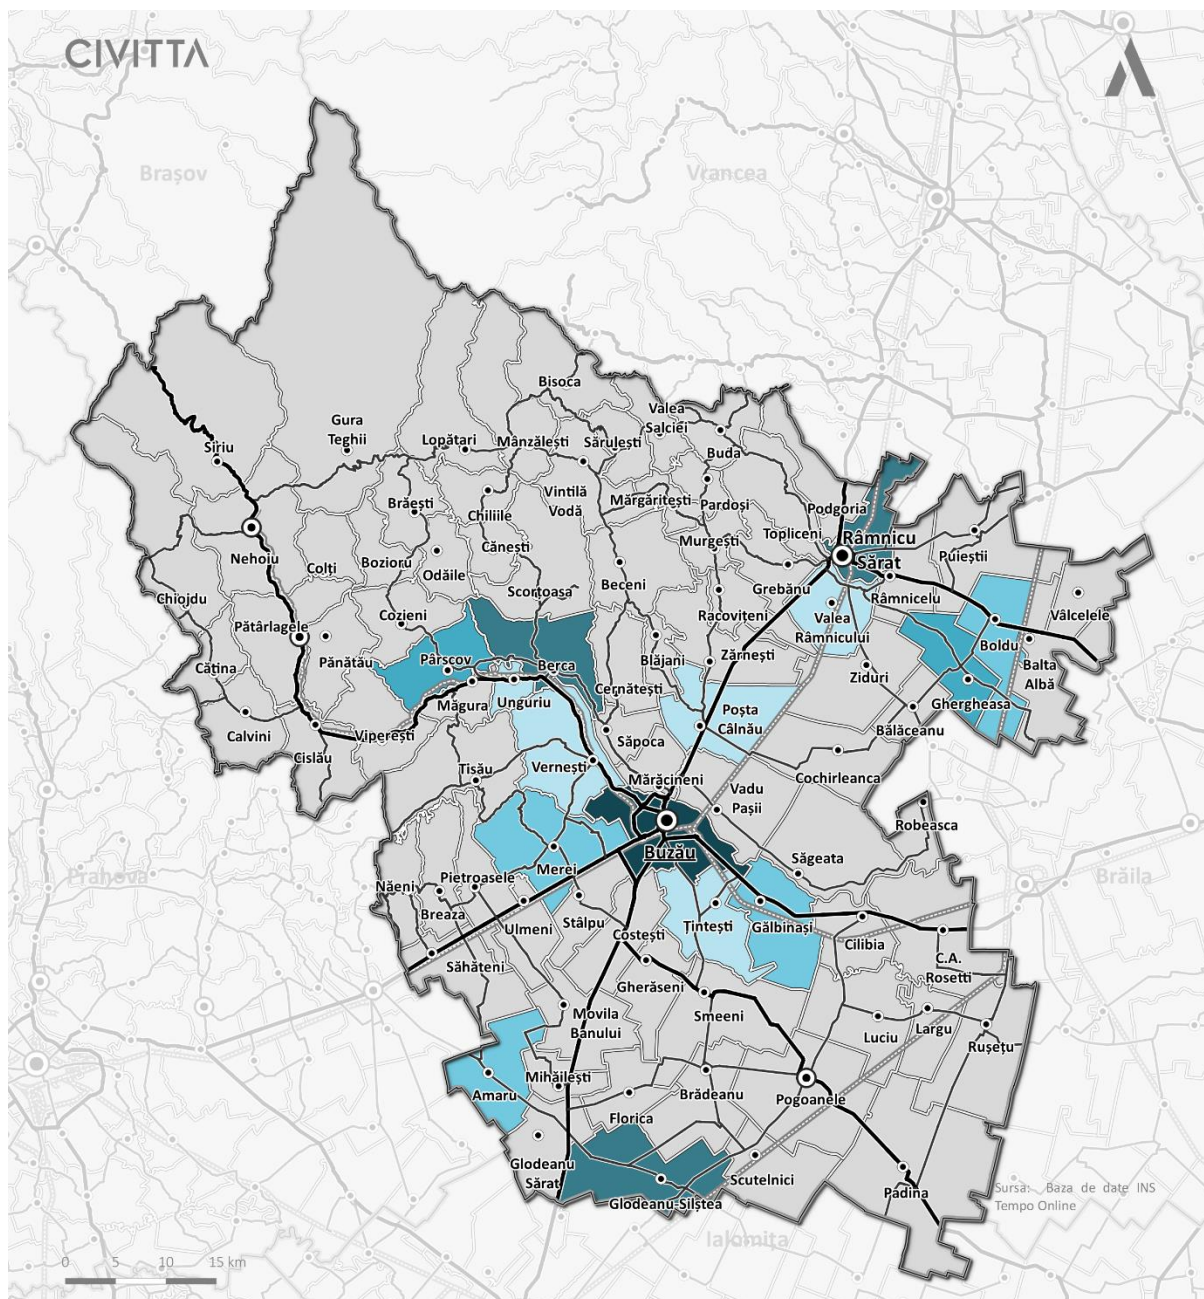 CIVITTA
Brașov
Vrancea
Bisoca
Valea
Salciei
Gura
Teghii
Lopătari
Mânzălești
Sărulești
Siriu
Buda
Vintilă
Vodă
Mărgăritești
Pardoși
Podgoria
Brăești
Chiliile
Topliceni
Râmnicu
Sărat
Murgești
Cănești
Puieștii
Nehoiu
Colți
Bozioru
Odăile
Beceni
Grebănu
Râmnicelu
Vâlcelele
Chiojdu
Scorțoasa
Cozieni
Racovițeni
Valea
Râmnicului
Pătârlagele
Boldu
Cătina
Pănătău
Pârscov
Berca
Blăjani
Zărnești
Balta
Albă
Ziduri
Măgura
Unguriu
Cernătești
Ghergheasa
Poșta
Câlnău
Calvini
Vipereşti
Bălăceanu
Cislău
Săpoca
Tisău
Vernești
Mărăcineni
Cochirleanca
Vadu
Pașii
Robeasca
Buzău
Săgeata
Prahova
Merei
Brăila
Năeni
Pietroasele
Breaza
Ulmeni
Stâlpu
Costești
Țintești
Gălbinași
Cilibia
C.A.
Rosetti
Săhăteni
Gherăseni
Movila
Banului
Smeeni
Luciu
Largu
Rușețu
Amaru
Mihăilești
Brădeanu
Pogoanele
Florica
Glodeanu
Sărat
Scutelnici
Padina
Glodeanu-Siliștea
Sursa: Baza de date INS
Tempo Online
Ialomița
0 5 10 15 km